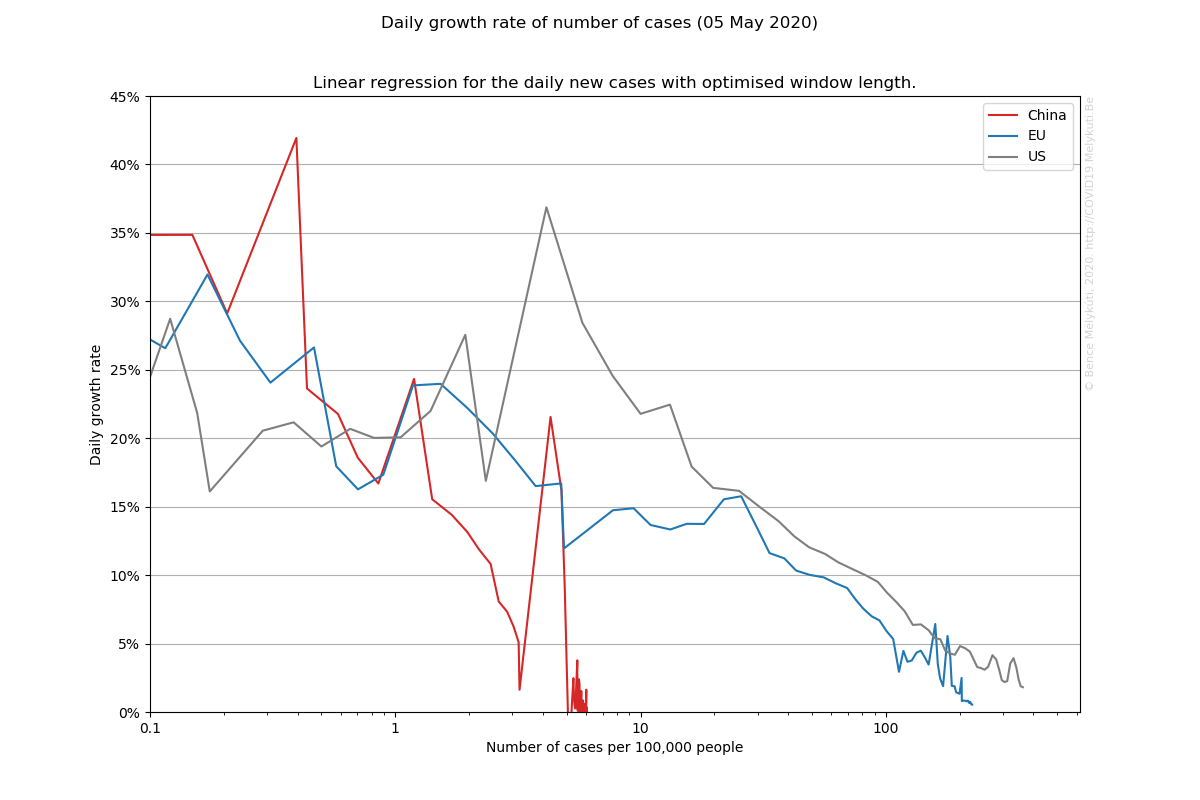 Daily growth rate of number of cases (05 May 2020)
Linear regression for the daily new cases with optimised window length.
45%
40%
35%
30%
25%
20%
15%
10%
5%
0%
Daily growth rate
China
EU
US
© Bence Mélykúti, 2020. http://COVID19.Melykuti.Be
0.1
1
10
100
Number of cases per 100,000 people